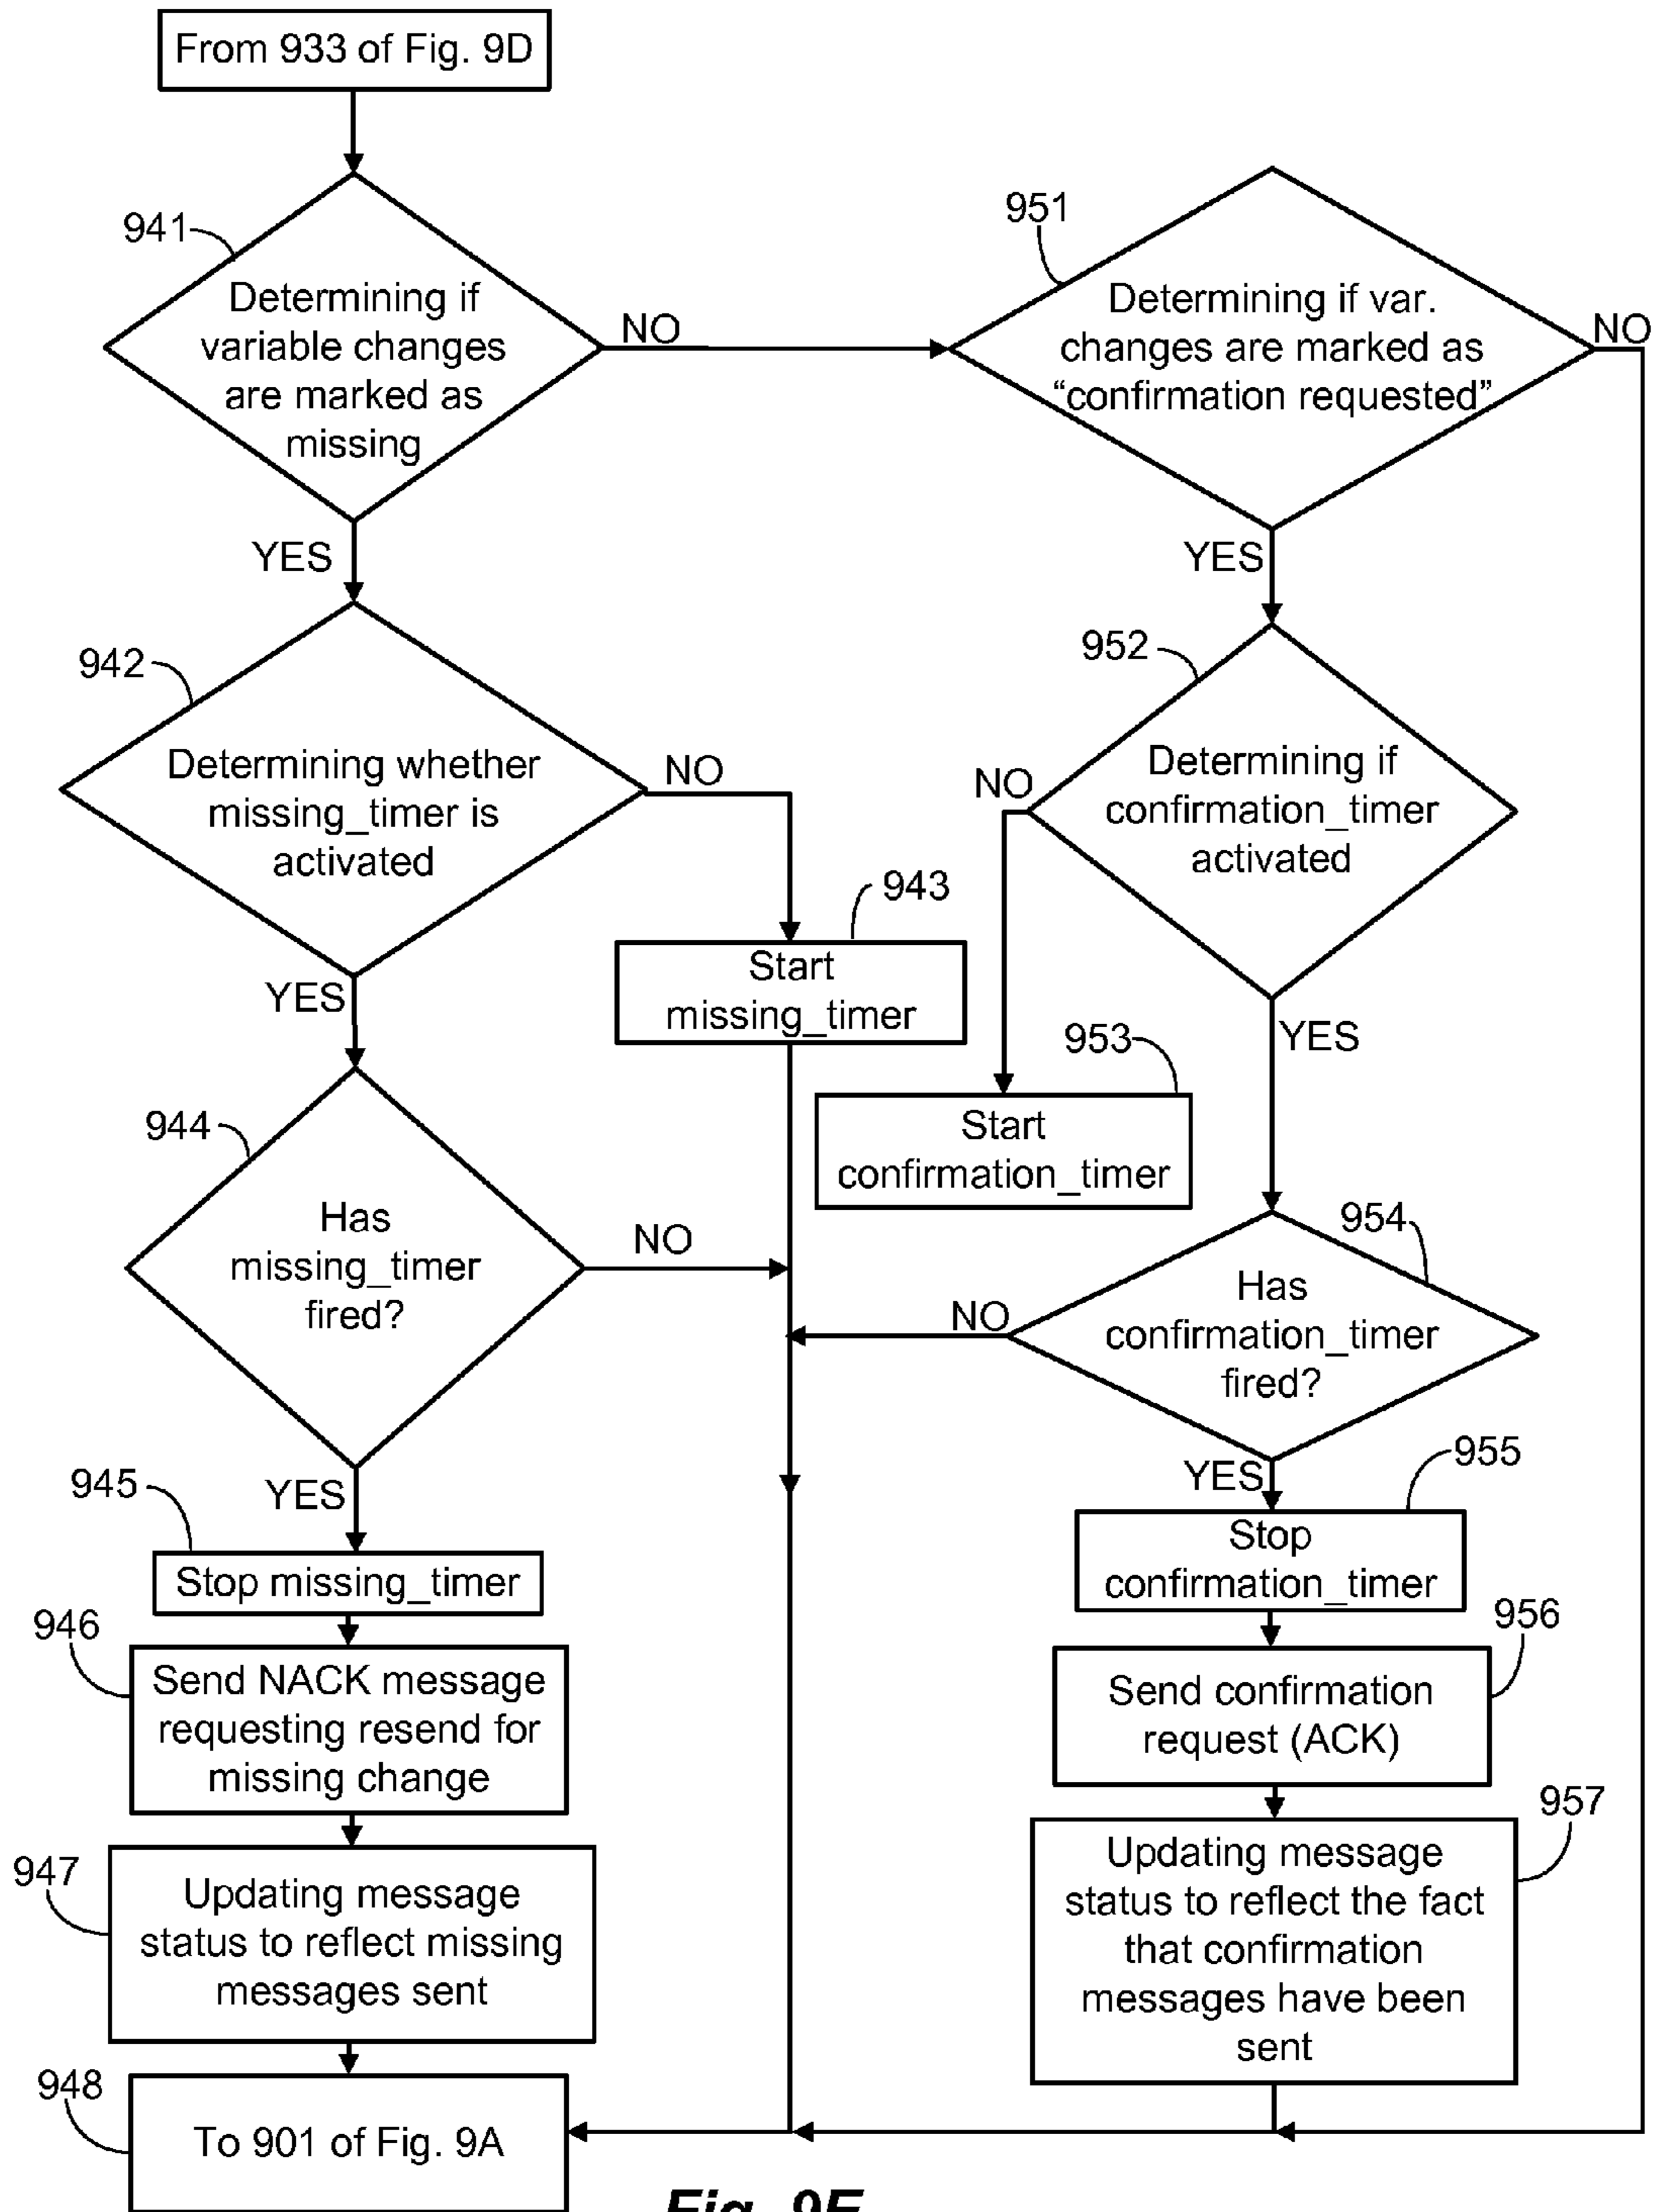 From 933 of Fig. 9D
941
Determining if
variable changes
are marked as
missing
NO
YES
951
Determining if var.
changes are marked as
“confirmation requested”
NO
YES
942
Determining whether
missing_timer is
activated
NO
YES
952
Determining if
confirmation_timer
activated
NO
YES
943
Start
missing_timer
953
Start
confirmation_timer
944
Has
missing_timer
fired?
NO
YES
954
Has
confirmation_timer
fired?
NO
YES
945
Stop missing_timer
955
Stop
confirmation_timer
946
Send NACK message
requesting resend for
missing change
956
Send confirmation
request (ACK)
947
Updating message
status to reflect missing
messages sent
957
Updating message
status to reflect the fact
that confirmation
messages have been
sent
948
To 901 of Fig. 9A
Fig. 9E